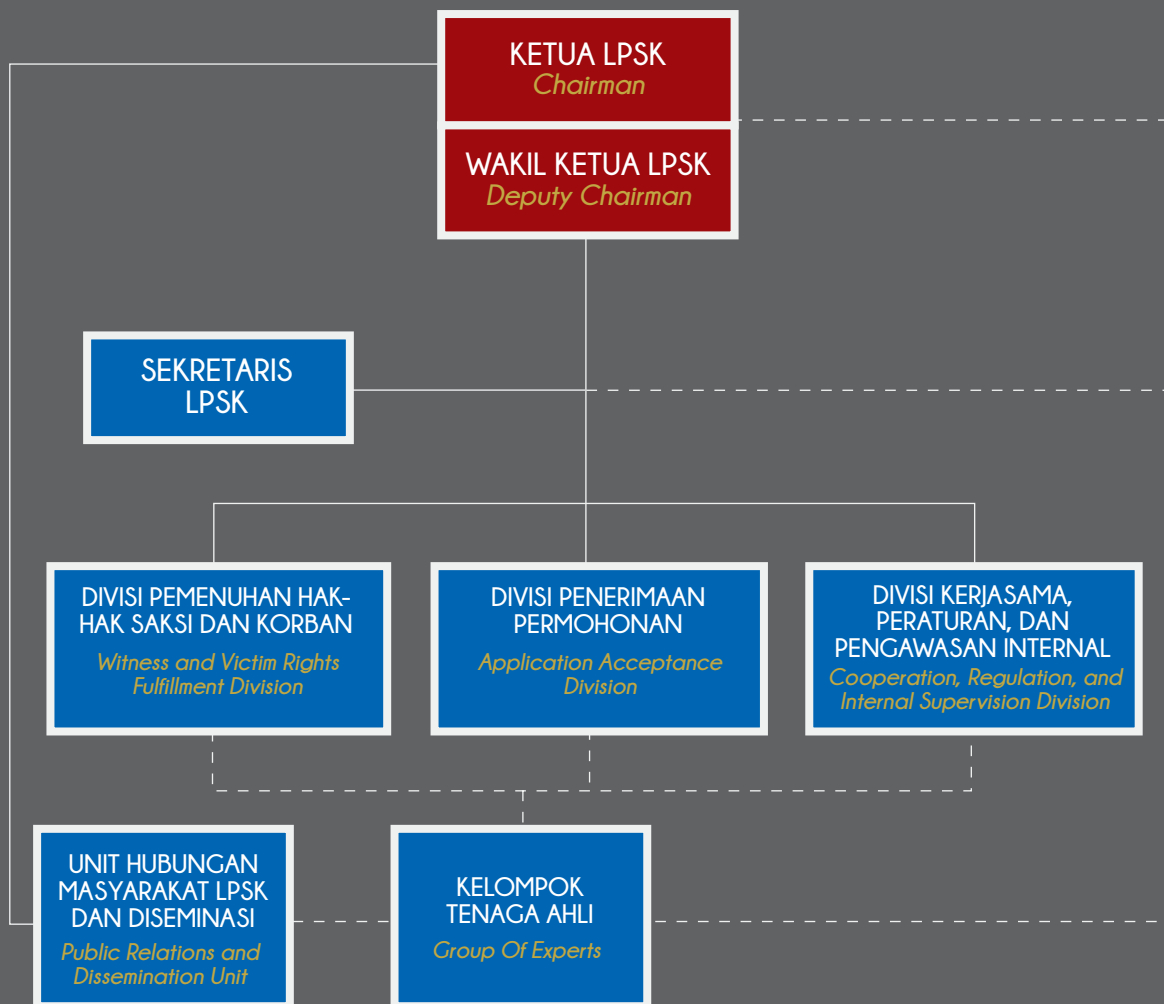 KETUA LPSK
Chairman
WAKIL KETUA LPSK
Deputy Chairman
SEKRETARIS
LPSK
DIVISI PEMENUHAN HAK-
HAK SAKSI DAN KORBAN
Witness and Victim Rights
Fulfillment Division
DIVISI PENERIMAAN
PERMOHONAN
Application Acceptance
Division
DIVISI KERJASAMA,
PERATURAN, DAN
PENGAWASAN INTERNAL
Cooperation, Regulation, and
Internal Supervision Division
UNIT HUBUNGAN
MASYARAKAT LPSK
DAN DISEMINASI
Public Relations and
Dissemination Unit
KELOMPOK
TENAGA AHLI
Group Of Experts